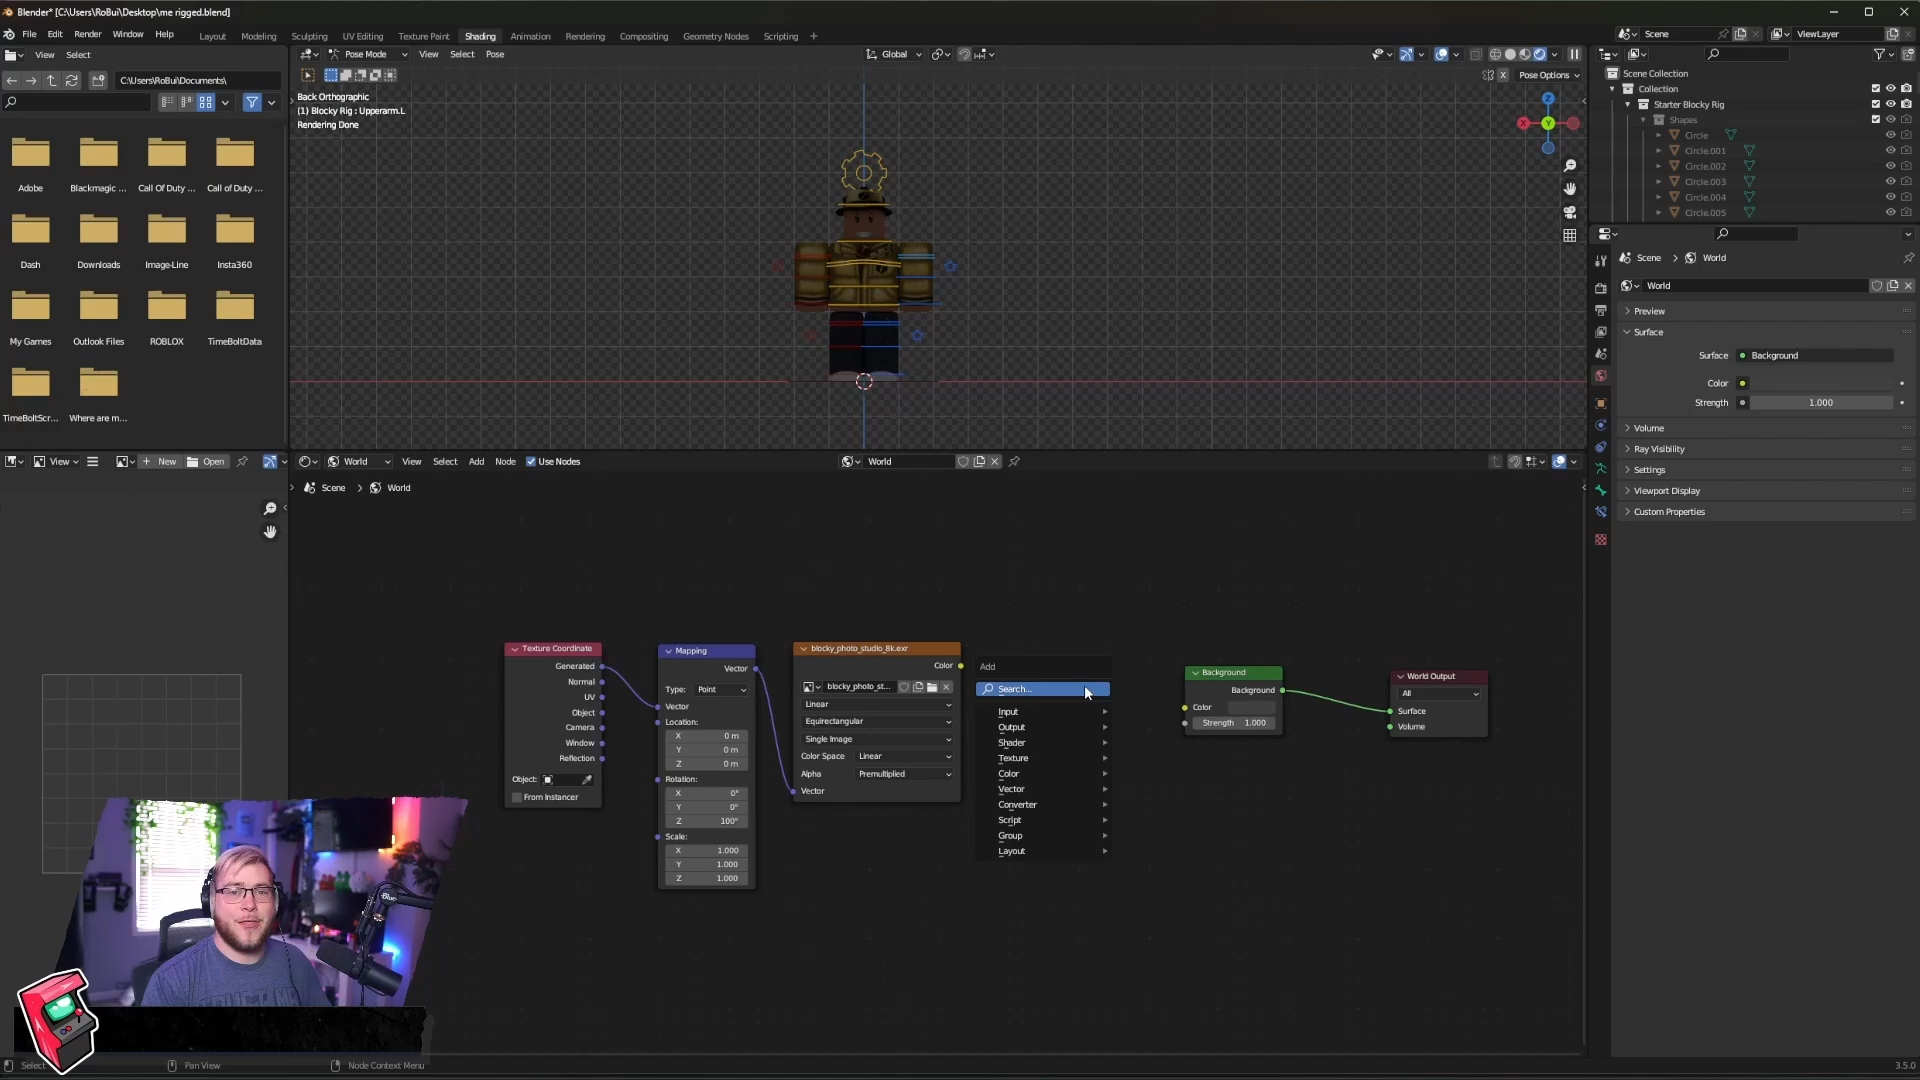 Blender* [C:\Users\RoBui\Desktop\me rigged.blend]
File Edit Render Window Help
Layout Modeling Sculpting UV Editing Texture Paint Shading Animation Rendering Compositing Geometry Nodes Scripting +
Scene
ViewLayer
View Select
Pose Mode View Select Pose
Global
C:\Users\RoBui\Documents\
Pose Options
Back Orthographic
(1) Blocky Rig : Upperarm.L
Rendering Done
X
Y
Z
Adobe
Blackmagic ...
Call Of Duty ...
Call of Duty ...
Dash
Downloads
Image-Line
Insta360
My Games
Outlook Files
ROBLOX
TimeBoltData
TimeBoltScr...
Where are m...
Scene Collection
Collection
Starter Blocky Rig
Shapes
Circle
Circle.001
Circle.002
Circle.003
Circle.004
Circle.005
Scene > World
World
Preview
Surface
Surface Background
Color
Strength 1.000
Volume
Ray Visibility
Settings
Viewport Display
Custom Properties
View
+ New
Open
World View Select Add Node Use Nodes
World
Scene > World
Texture Coordinate
Generated
Normal
UV
Object
Camera
Window
Reflection
Object:
From Instancer
Mapping
Vector
Type: Point
Vector
Location:
X 0 m
Y 0 m
Z 0 m
Rotation:
X 0°
Y 0°
Z 100°
Scale:
X 1.000
Y 1.000
Z 1.000
blocky_photo_studio_8k.exr
Color
blocky_photo_st...
Linear
Equirectangular
Single Image
Color Space Linear
Alpha Premultiplied
Vector
Add
Search...
Input
Output
Shader
Texture
Color
Vector
Converter
Script
Group
Layout
Background
Background
Color
Strength 1.000
World Output
All
Surface
Volume
Blue
Select
Pan View
Node Context Menu
3.5.0